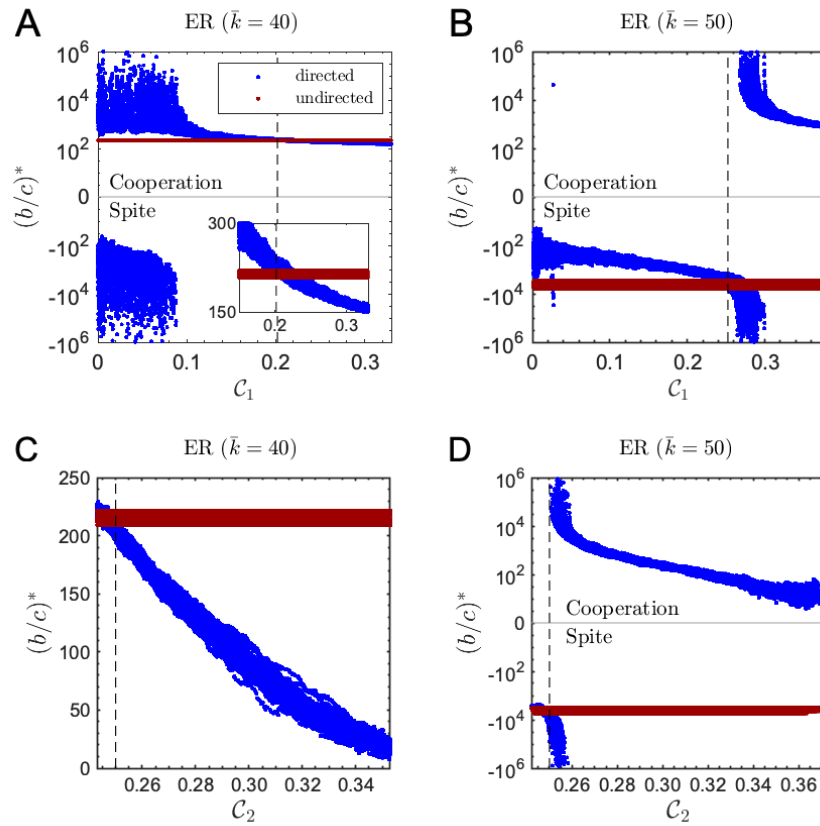 A
ER (k̄ = 40)
10^6
10^4
10^2
0
-10^2
-10^4
-10^6
(b/c)*
directed
undirected
Cooperation
Spite
300
150
0.2
0.3
0
0.1
0.2
0.3
C_1
B
ER (k̄ = 50)
10^6
10^4
10^2
0
-10^2
-10^4
-10^6
(b/c)*
Cooperation
Spite
0
0.1
0.2
0.3
C_1
C
ER (k̄ = 40)
250
200
150
100
50
0
(b/c)*
0.26
0.28
0.30
0.32
0.34
C_2
D
ER (k̄ = 50)
10^6
10^4
10^2
0
-10^2
-10^4
-10^6
(b/c)*
Cooperation
Spite
0.26
0.28
0.30
0.32
0.34
0.36
C_2